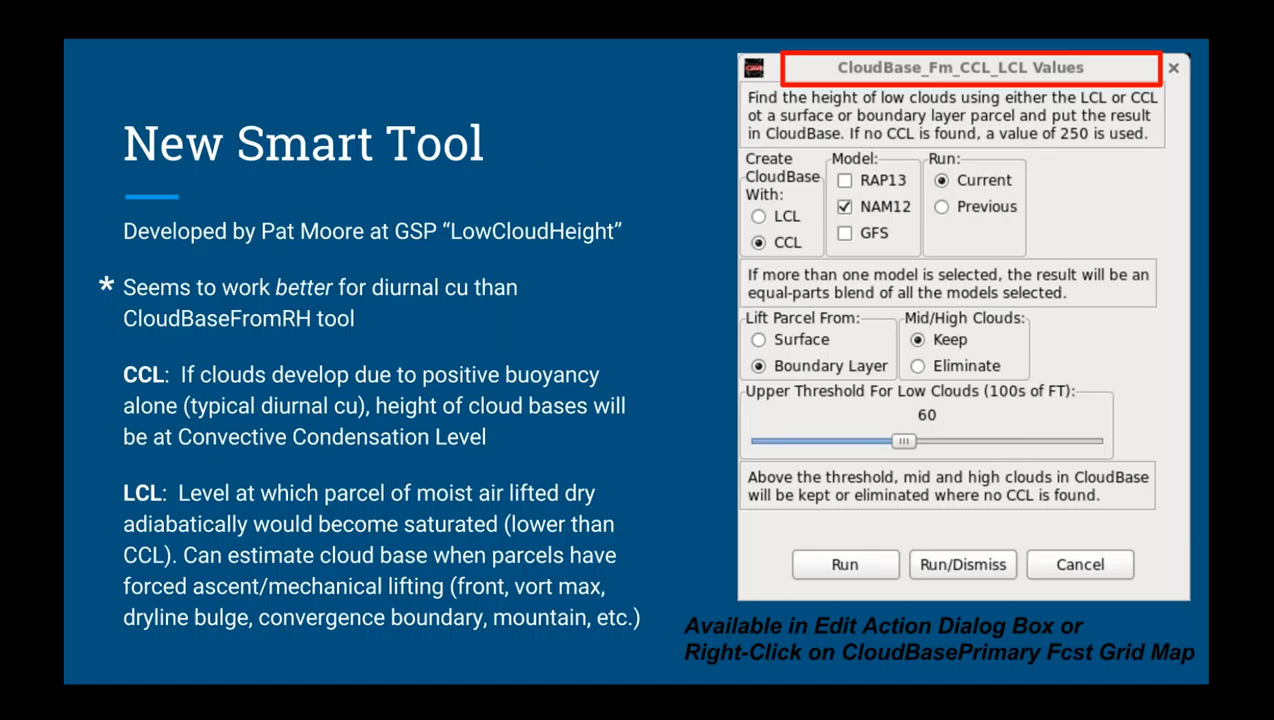 New Smart Tool
Developed by Pat Moore at GSP “LowCloudHeight”
* Seems to work better for diurnal cu than
CloudBaseFromRH tool
CCL: If clouds develop due to positive buoyancy
alone (typical diurnal cu), height of cloud bases will
be at Convective Condensation Level
LCL: Level at which parcel of moist air lifted dry
adiabatically would become saturated (lower than
CCL). Can estimate cloud base when parcels have
forced ascent/mechanical lifting (front, vort max,
dryline bulge, convergence boundary, mountain, etc.)
CloudBase_Fm_CCL_LCL Values
Find the height of low clouds using either the LCL or CCL
ot a surface or boundary layer parcel and put the result
in CloudBase. If no CCL is found, a value of 250 is used.
Create
CloudBase
With:
LCL
CCL
Model:
RAP13
NAM12
GFS
Run:
Current
Previous
If more than one model is selected, the result will be an
equal-parts blend of all the models selected.
Lift Parcel From:
Surface
Boundary Layer
Mid/High Clouds:
Keep
Eliminate
Upper Threshold For Low Clouds (100s of FT):
60
Above the threshold, mid and high clouds in CloudBase
will be kept or eliminated where no CCL is found.
Run
Run/Dismiss
Cancel
Available in Edit Action Dialog Box or
Right-Click on CloudBasePrimary Fcst Grid Map